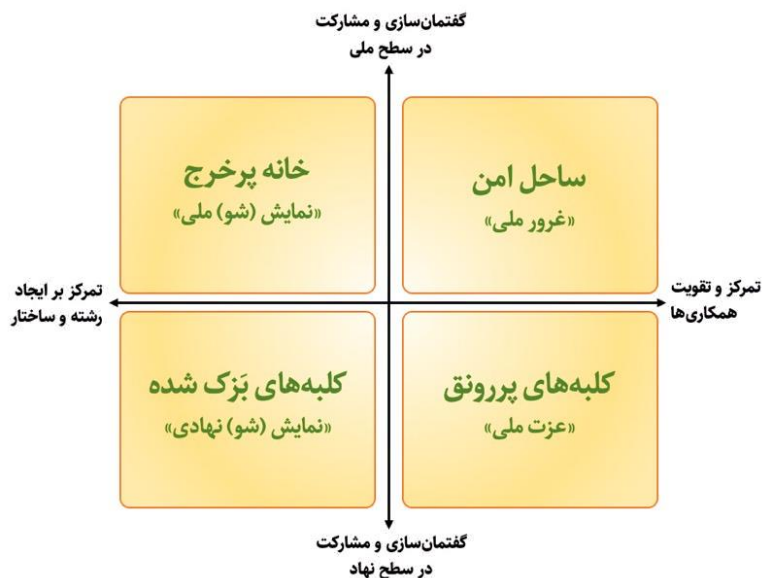 گفتمان‌سازی و مشارکت
در سطح ملی
ساحل امن
«غرور ملی»
خانه پرخرج
«نمایش (شو) ملی»
تمرکز و تقویت
همکاری‌ها
تمرکز بر ایجاد
رشته و ساختار
کلبه‌های پررونق
«عزت ملی»
کلبه‌های بَزک شده
«نمایش (شو) نهادی»
گفتمان‌سازی و مشارکت
در سطح نهاد